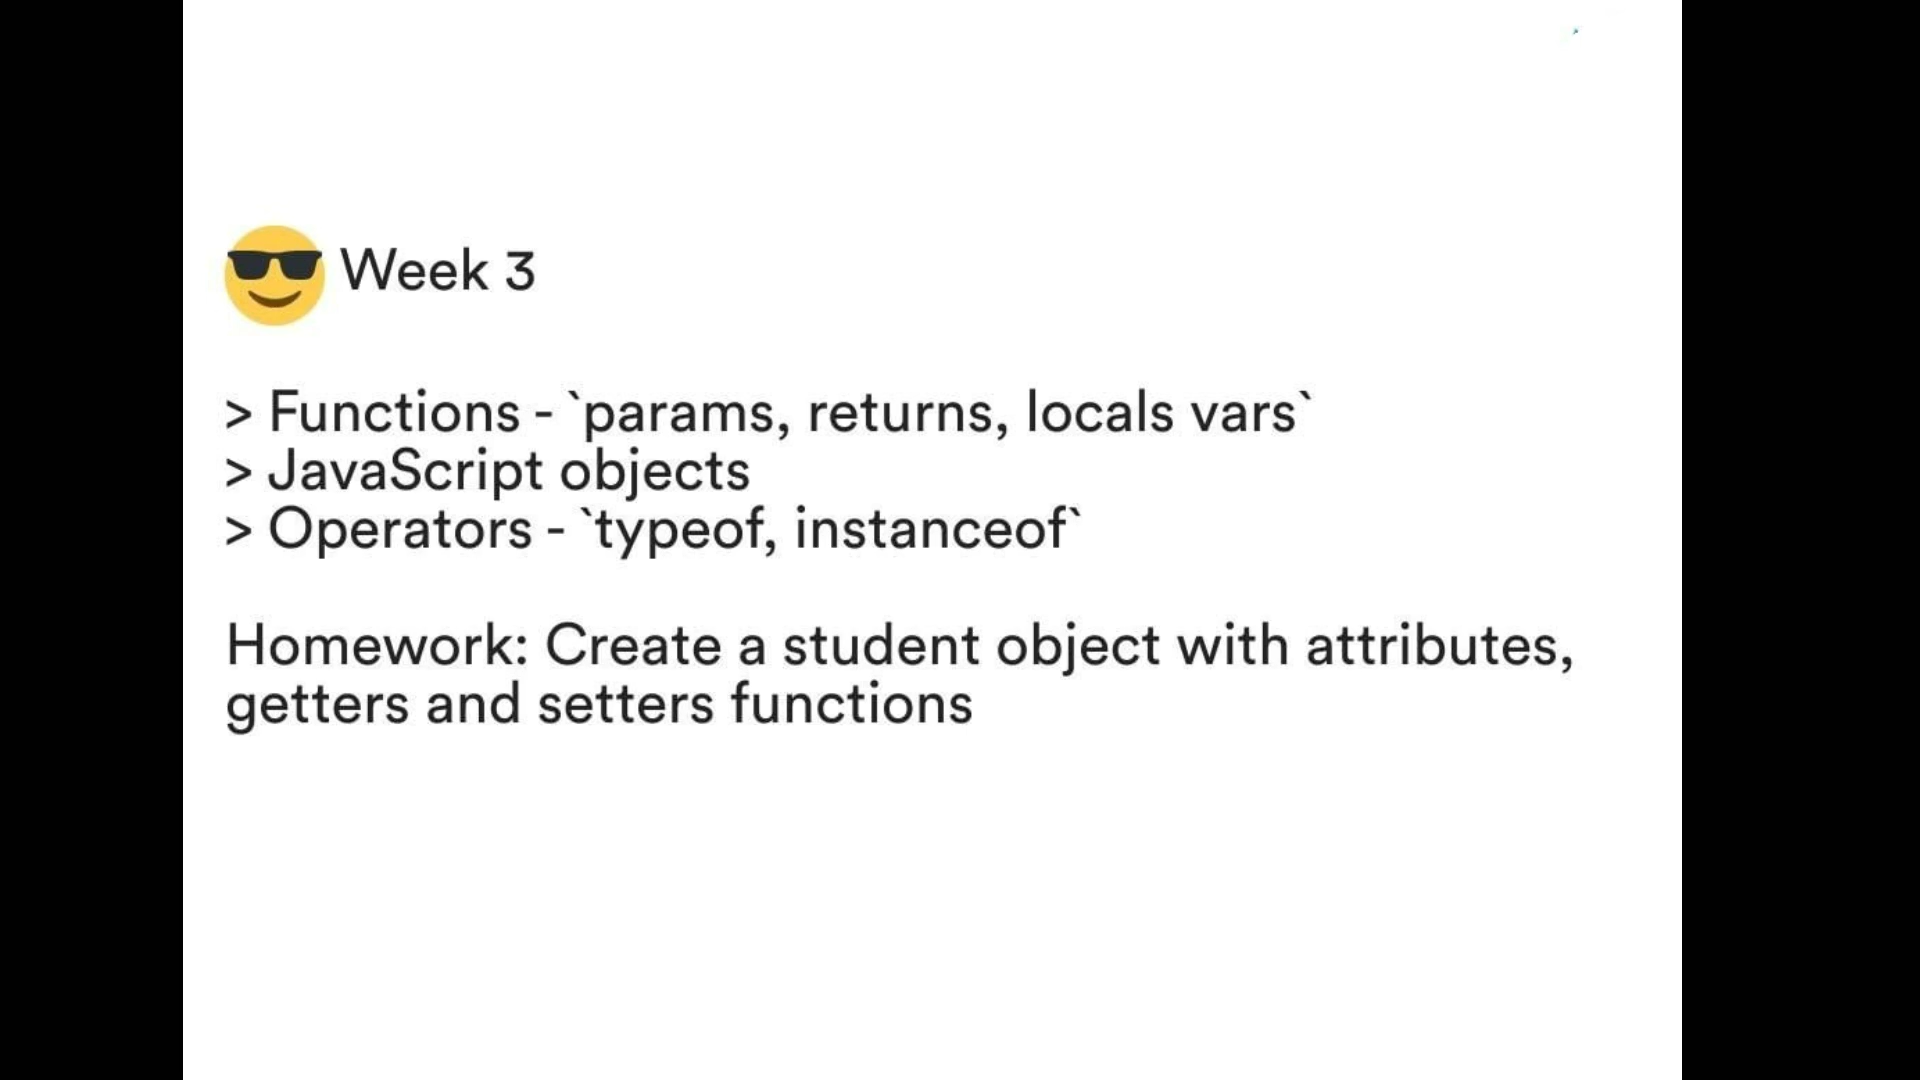 Week 3
> Functions - `params, returns, locals vars`
> JavaScript objects
> Operators - `typeof, instanceof`
Homework: Create a student object with attributes,
getters and setters functions